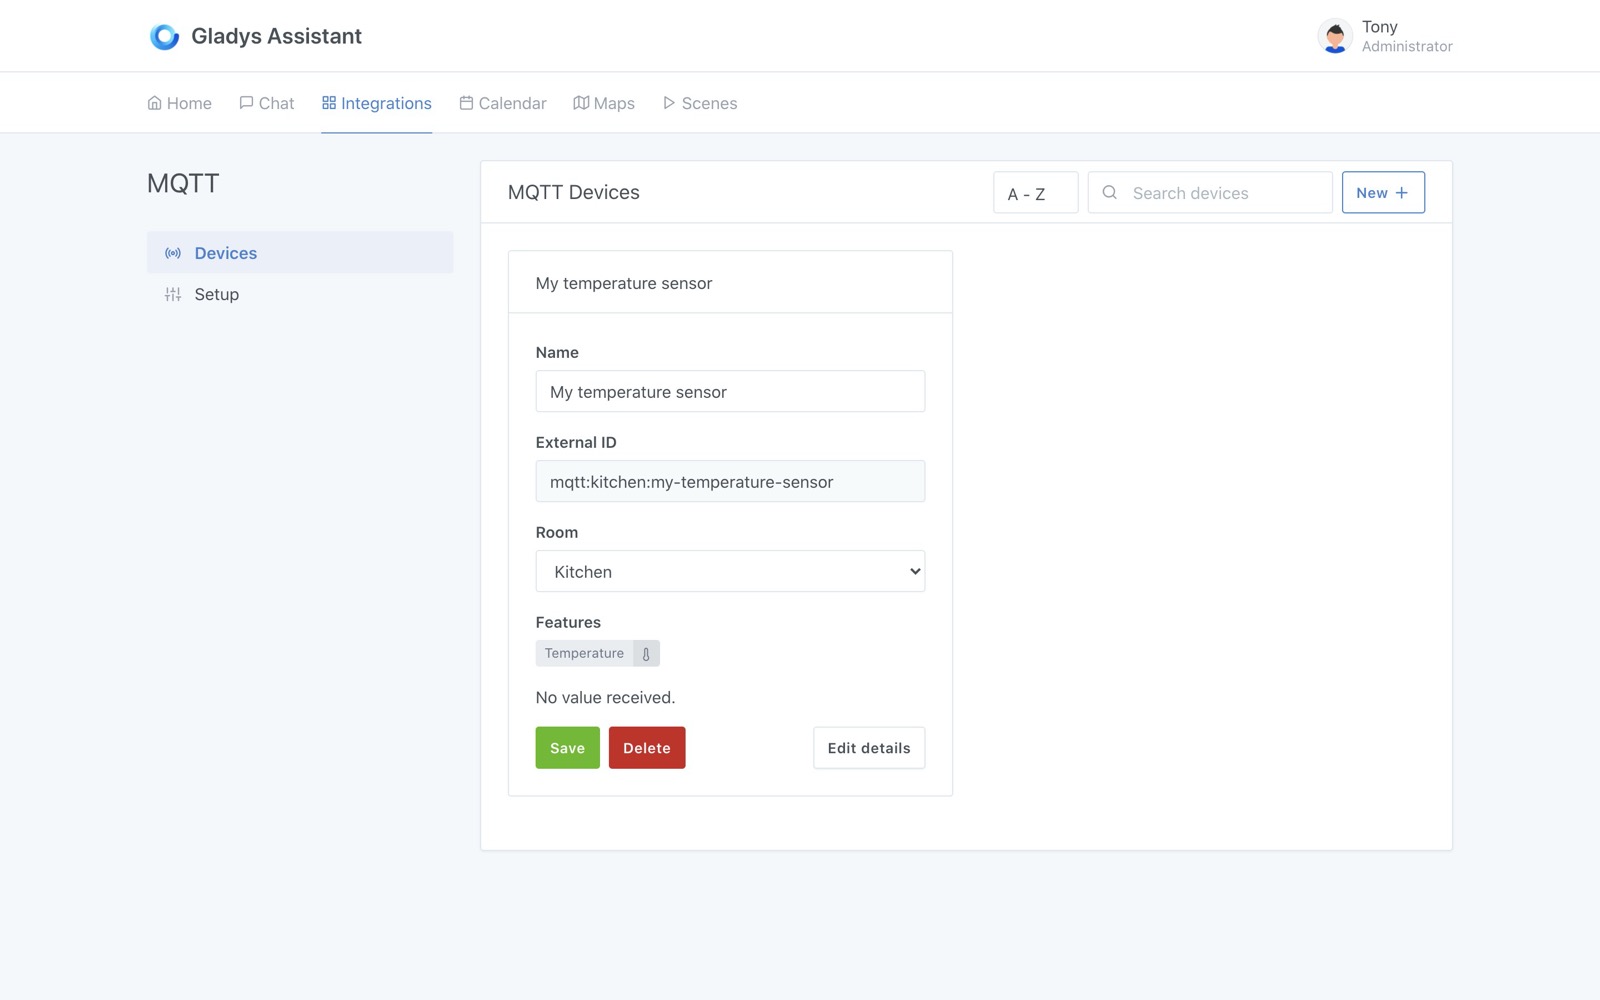 Gladys Assistant
Tony
Administrator
Home
Chat
Integrations
Calendar
Maps
Scenes
MQTT
Devices
Setup
MQTT Devices
A - Z
Search devices
New +
My temperature sensor
Name
My temperature sensor
External ID
mqtt:kitchen:my-temperature-sensor
Room
Kitchen
Features
Temperature
No value received.
Save
Delete
Edit details